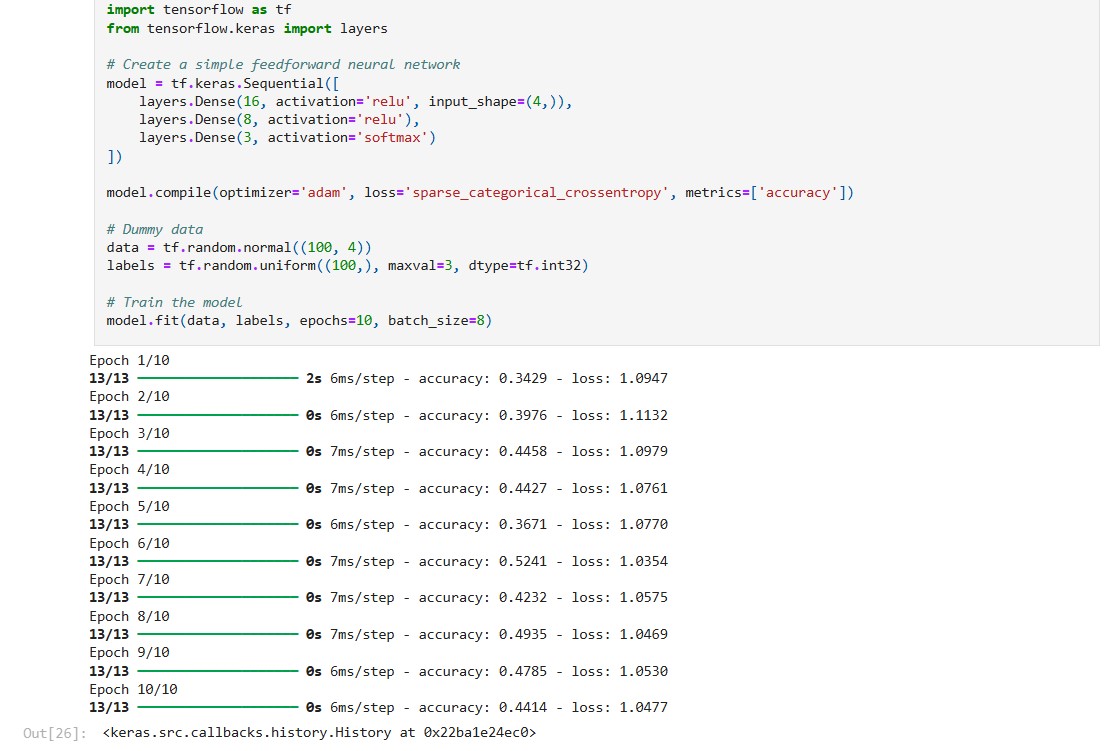 import tensorflow as tf
from tensorflow.keras import layers
# Create a simple feedforward neural network
model = tf.keras.Sequential([
    layers.Dense(16, activation='relu', input_shape=(4,)),
    layers.Dense(8, activation='relu'),
    layers.Dense(3, activation='softmax')
])
model.compile(optimizer='adam', loss='sparse_categorical_crossentropy', metrics=['accuracy'])
# Dummy data
data = tf.random.normal((100, 4))
labels = tf.random.uniform((100,), maxval=3, dtype=tf.int32)
# Train the model
model.fit(data, labels, epochs=10, batch_size=8)
Epoch 1/10
13/13 2s 6ms/step - accuracy: 0.3429 - loss: 1.0947
Epoch 2/10
13/13 0s 6ms/step - accuracy: 0.3976 - loss: 1.1132
Epoch 3/10
13/13 0s 7ms/step - accuracy: 0.4458 - loss: 1.0979
Epoch 4/10
13/13 0s 7ms/step - accuracy: 0.4427 - loss: 1.0761
Epoch 5/10
13/13 0s 6ms/step - accuracy: 0.3671 - loss: 1.0770
Epoch 6/10
13/13 0s 7ms/step - accuracy: 0.5241 - loss: 1.0354
Epoch 7/10
13/13 0s 7ms/step - accuracy: 0.4232 - loss: 1.0575
Epoch 8/10
13/13 0s 7ms/step - accuracy: 0.4935 - loss: 1.0469
Epoch 9/10
13/13 0s 6ms/step - accuracy: 0.4785 - loss: 1.0530
Epoch 10/10
13/13 0s 6ms/step - accuracy: 0.4414 - loss: 1.0477
Out[26]: <keras.src.callbacks.history.History at 0x22ba1e24ec0>